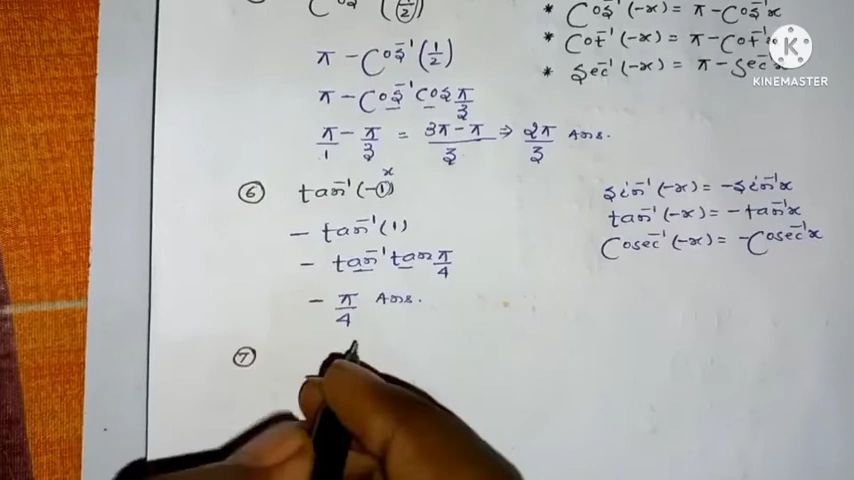 Cos⁻¹(1/2)
* Cos⁻¹(-x) = π - Cos⁻¹x
π - Cos⁻¹(1/2)
* Cot⁻¹(-x) = π - Cot⁻¹x
* Sec⁻¹(-x) = π - Sec⁻¹x
KINEMASTER
π - Cos⁻¹ Cos π/3
π/1 - π/3 = 3π-π/3 ⇒ 2π/3 Ans.
x
⑥ tan⁻¹(-1)
- tan⁻¹(1)
- tan⁻¹ tan π/4
- π/4 Ans.
Sin⁻¹(-x) = -Sin⁻¹x
tan⁻¹(-x) = -tan⁻¹x
Cosec⁻¹(-x) = -Cosec⁻¹x
⑦